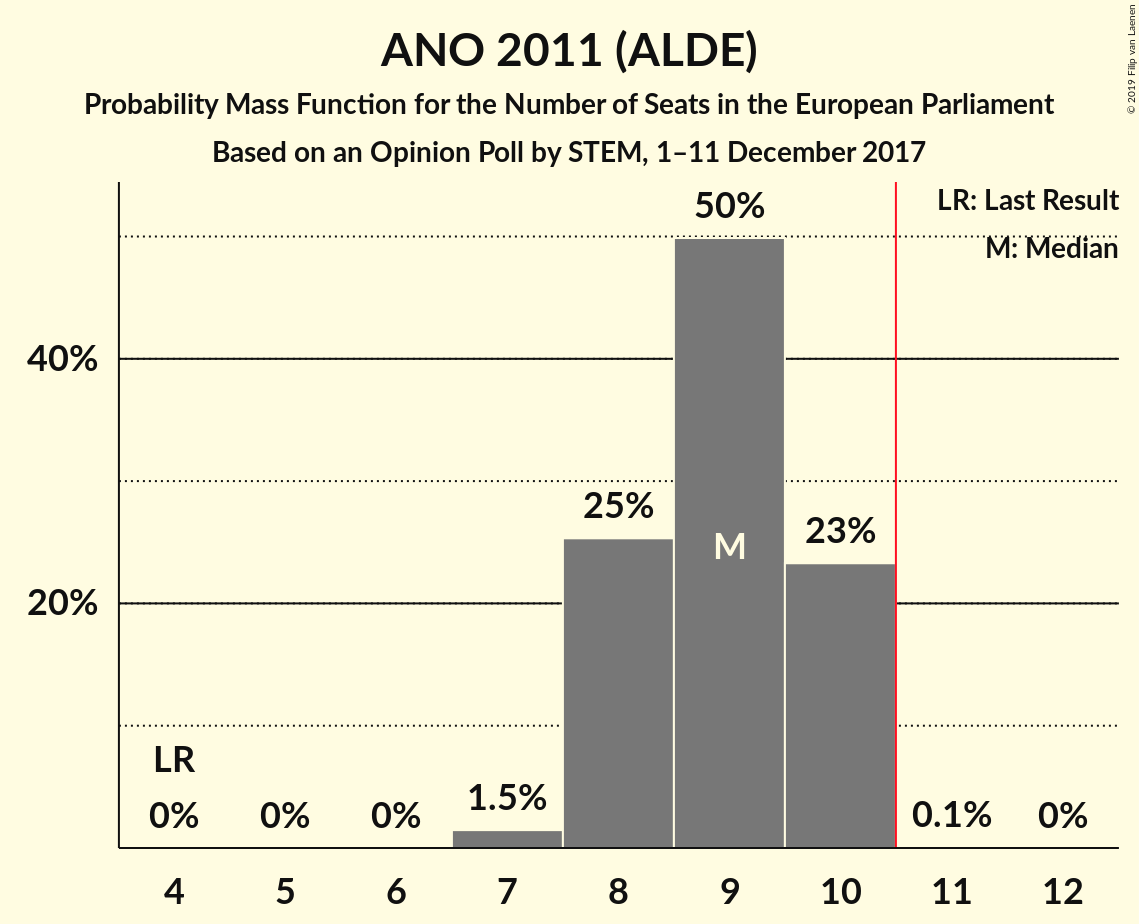 ANO 2011 (ALDE)
Probability Mass Function for the Number of Seats in the European Parliament
Based on an Opinion Poll by STEM, 1–11 December 2017
© 2019 Filip van Laenen
LR: Last Result
M: Median
50%
40%
25%
M
23%
20%
LR
0%
0%
0%
1.5%
0.1%
0%
4 5 6 7 8 9 10 11 12